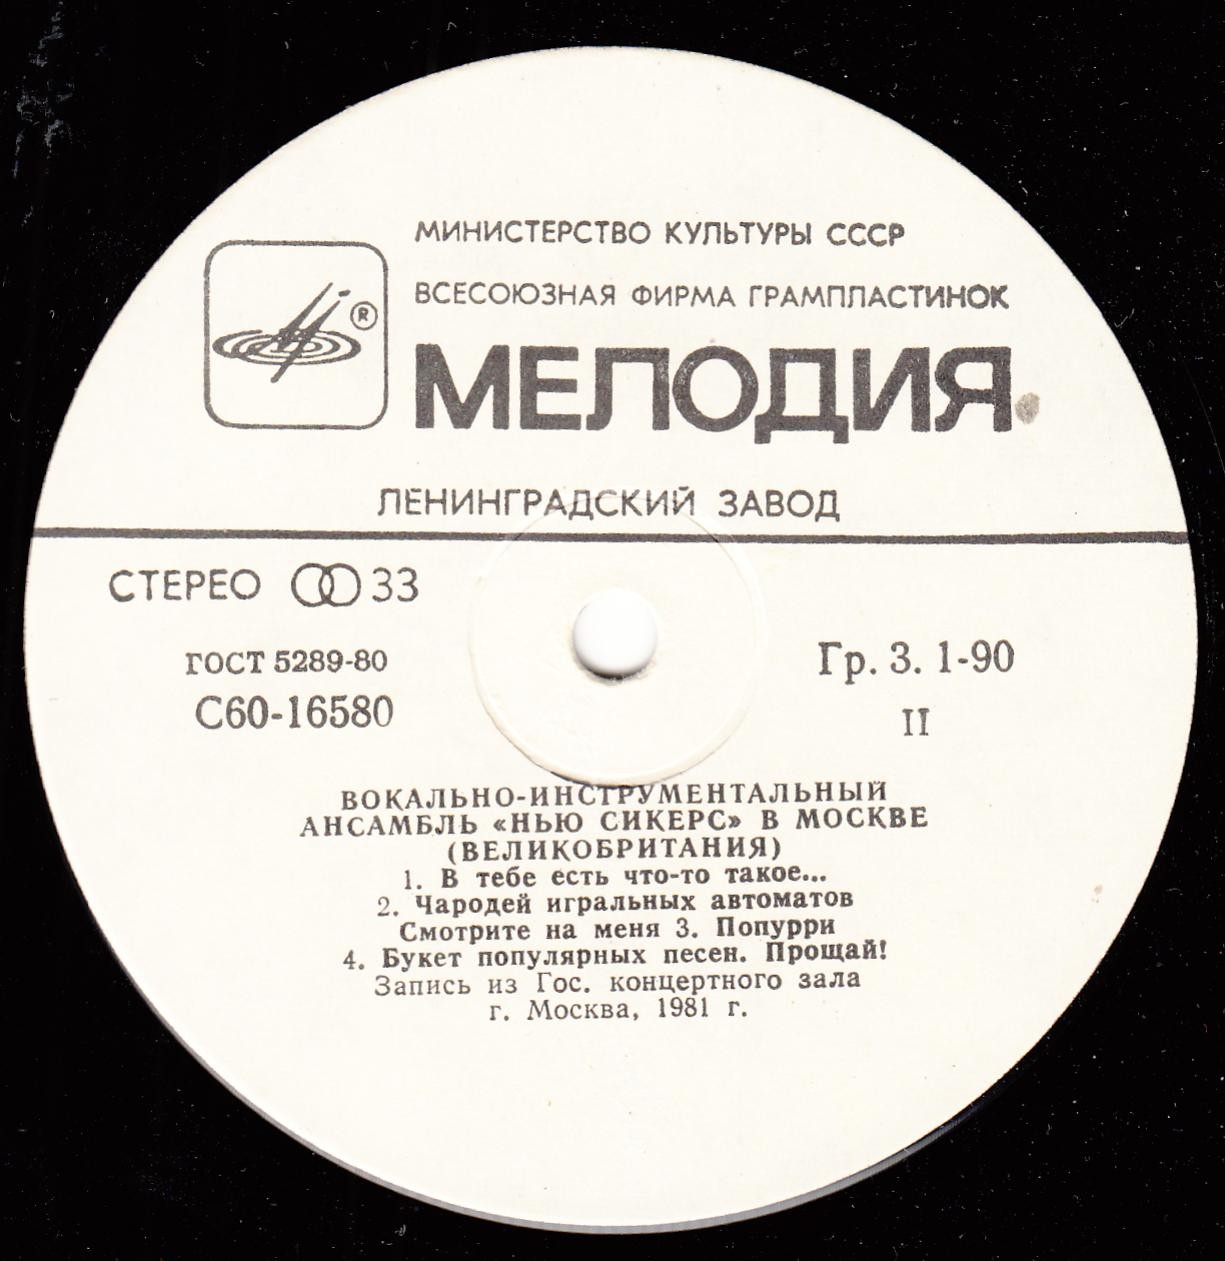 МИНИСТЕРСТВО КУЛЬТУРЫ СССР
ВСЕСОЮЗНАЯ ФИРМА ГРАМПЛАСТИНОК
®
МЕЛОДИЯ
ЛЕНИНГРАДСКИЙ ЗАВОД
СТЕРЕО 33
ГОСТ 5289-80
Гр. 3. 1-90
С60-16580
II
ВОКАЛЬНО-ИНСТРУМЕНТАЛЬНЫЙ
АНСАМБЛЬ «НЬЮ СИКЕРС» В МОСКВЕ
(ВЕЛИКОБРИТАНИЯ)
1. В тебе есть что-то такое...
2. Чародей игральных автоматов
Смотрите на меня 3. Попурри
4. Букет популярных песен. Прощай!
Запись из Гос. концертного зала
г. Москва, 1981 г.